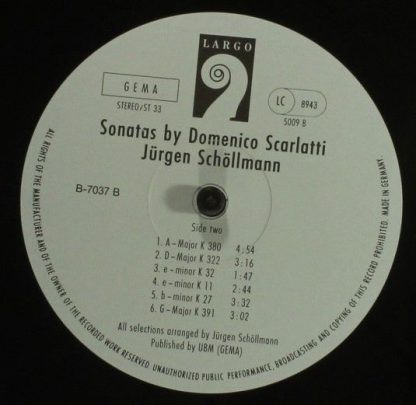 LARGO
GEMA
STEREO/ST 33
LC 8943
5009 B
Sonatas by Domenico Scarlatti
Jürgen Schöllmann
B-7037 B
Side two
1. A-Major K 380 4:54
2. D-Major K 322 3:16
3. e-minor K 32 1:47
4. e-minor K 11 2:44
5. b-minor K 27 3:32
6. G-Major K 391 3:02
All selections arranged by Jürgen Schöllmann
Published by UBM (GEMA)
ALL RIGHTS OF THE MANUFACTURER AND OF THE OWNER OF THE RECORDED WORK RESERVED. UNAUTHORIZED PUBLIC PERFORMANCE, BROADCASTING AND COPYING OF THIS RECORD PROHIBITED. MADE IN GERMANY.